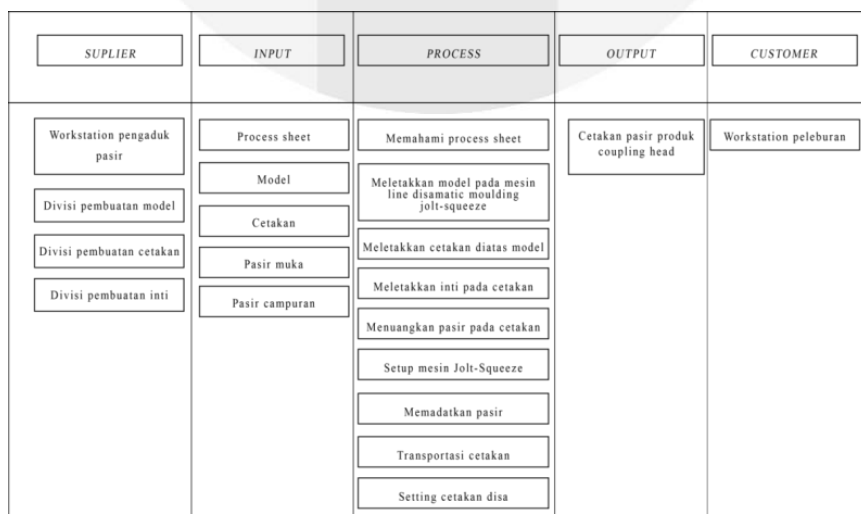 SUPLIER
INPUT
PROCESS
OUTPUT
CUSTOMER
Workstation pengaduk
pasir
Divisi pembuatan model
Divisi pembuatan cetakan
Divisi pembuatan inti
Process sheet
Model
Cetakan
Pasir muka
Pasir campuran
Memahami process sheet
Meletakkan model pada mesin
line disamatic moulding
jolt-squeeze
Meletakkan cetakan diatas model
Meletakkan inti pada cetakan
Menuangkan pasir pada cetakan
Setup mesin Jolt-Squeeze
Memadatkan pasir
Transportasi cetakan
Setting cetakan disa
Cetakan pasir produk
coupling head
Workstation peleburan